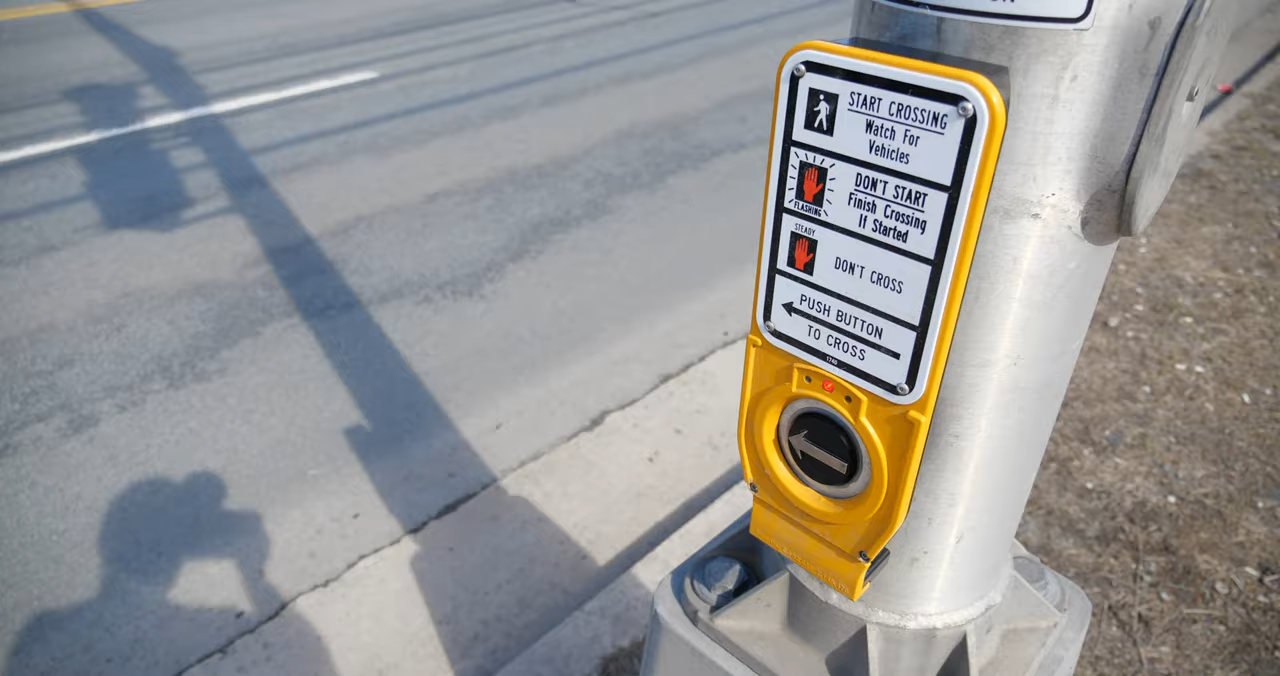 START CROSSING
Watch For
Vehicles
FLASHING
DON'T START
Finish Crossing
If Started
STEADY
DON'T CROSS
PUSH BUTTON
TO CROSS